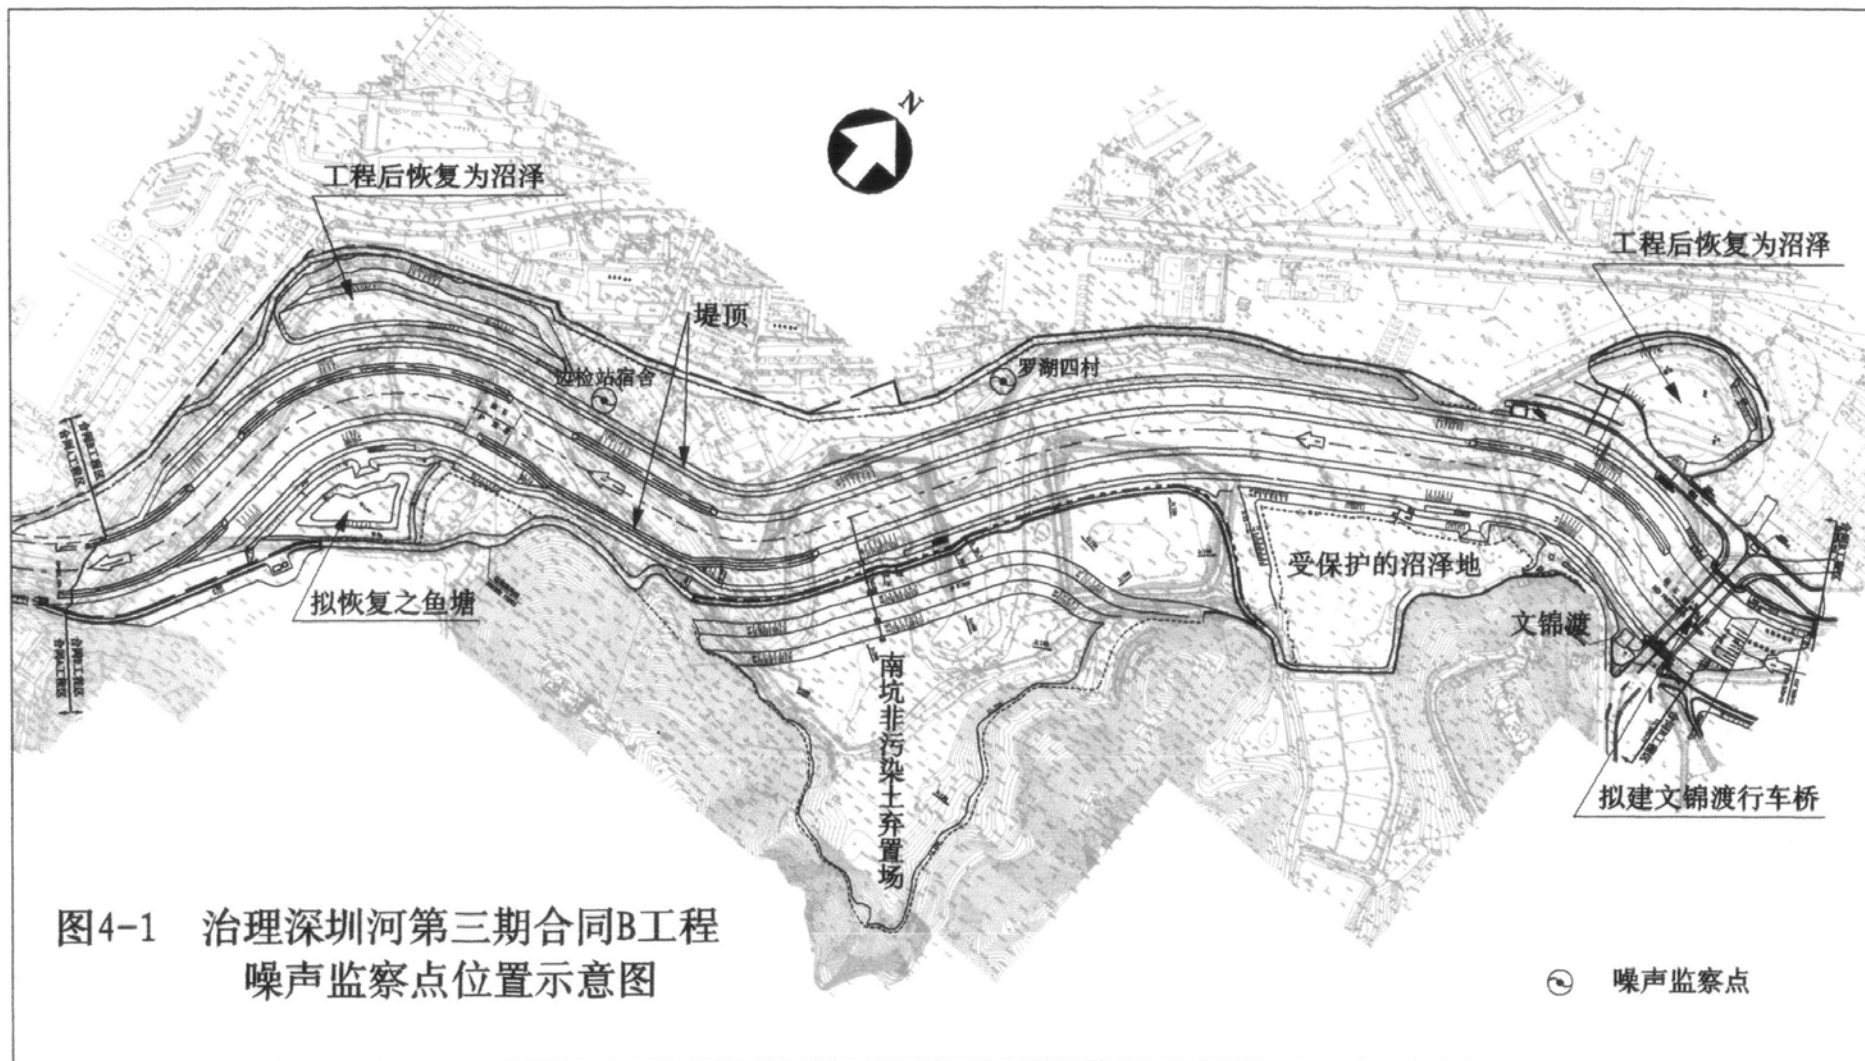 N
工程后恢复为沼泽
工程后恢复为沼泽
堤顶
边检站宿舍
罗湖四村
受保护的沼泽地
拟恢复之鱼塘
文锦渡
南坑非污染土弃置场
拟建文锦渡行车桥
图4-1 治理深圳河第三期合同B工程
噪声监察点位置示意图
噪声监察点